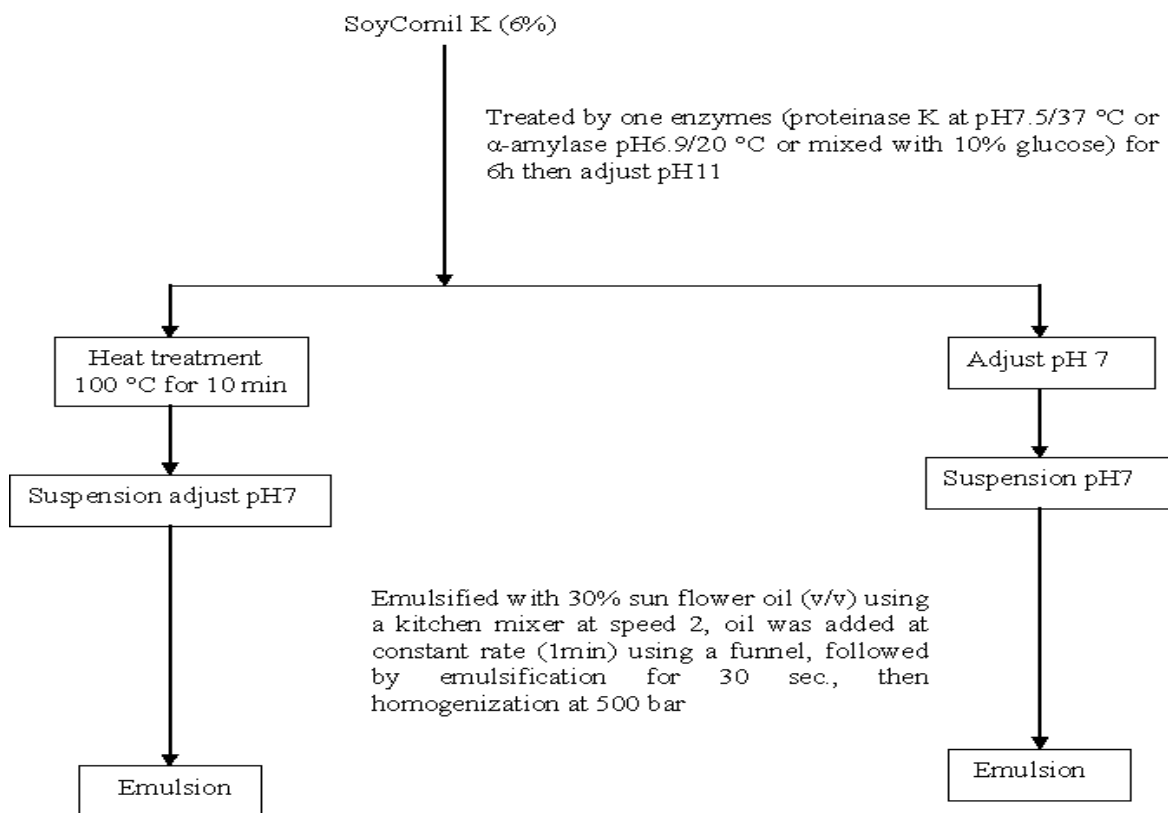 SoyComil K (6%)
Treated by one enzymes (proteinase K at pH7.5/37 °C or
α-amylase pH6.9/20 °C or mixed with 10% glucose) for
6h then adjust pH11
Heat treatment
100 °C for 10 min
Adjust pH 7
Suspension adjust pH7
Suspension pH7
Emulsified with 30% sun flower oil (v/v) using
a kitchen mixer at speed 2, oil was added at
constant rate (1min) using a funnel, followed
by emulsification for 30 sec., then
homogenization at 500 bar
Emulsion
Emulsion